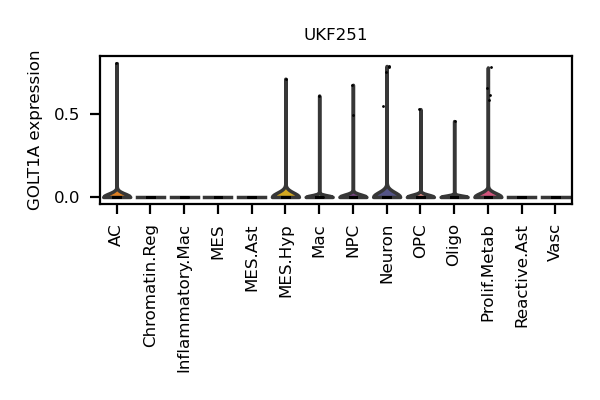 UKF251
GOLT1A expression
0.5
0.0
AC
Chromatin.Reg
Inflammatory.Mac
MES
MES.Ast
MES.Hyp
Mac
NPC
Neuron
OPC
Oligo
Prolif.Metab
Reactive.Ast
Vasc